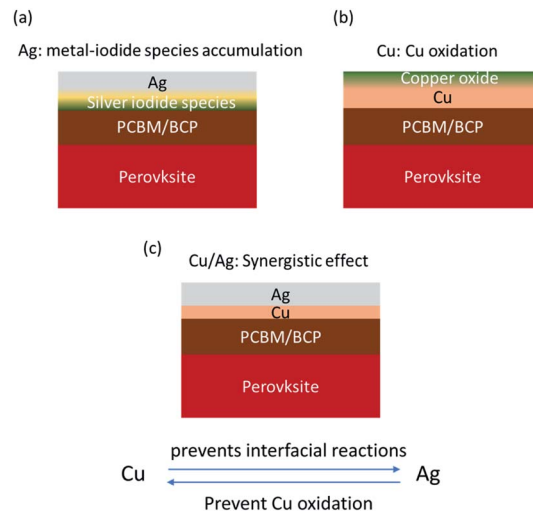 (a)
Ag: metal-iodide species accumulation
Ag
Silver iodide species
PCBM/BCP
Perovksite
(b)
Cu: Cu oxidation
Copper oxide
Cu
PCBM/BCP
Perovksite
(c)
Cu/Ag: Synergistic effect
Ag
Cu
PCBM/BCP
Perovksite
prevents interfacial reactions
Cu Ag
Prevent Cu oxidation